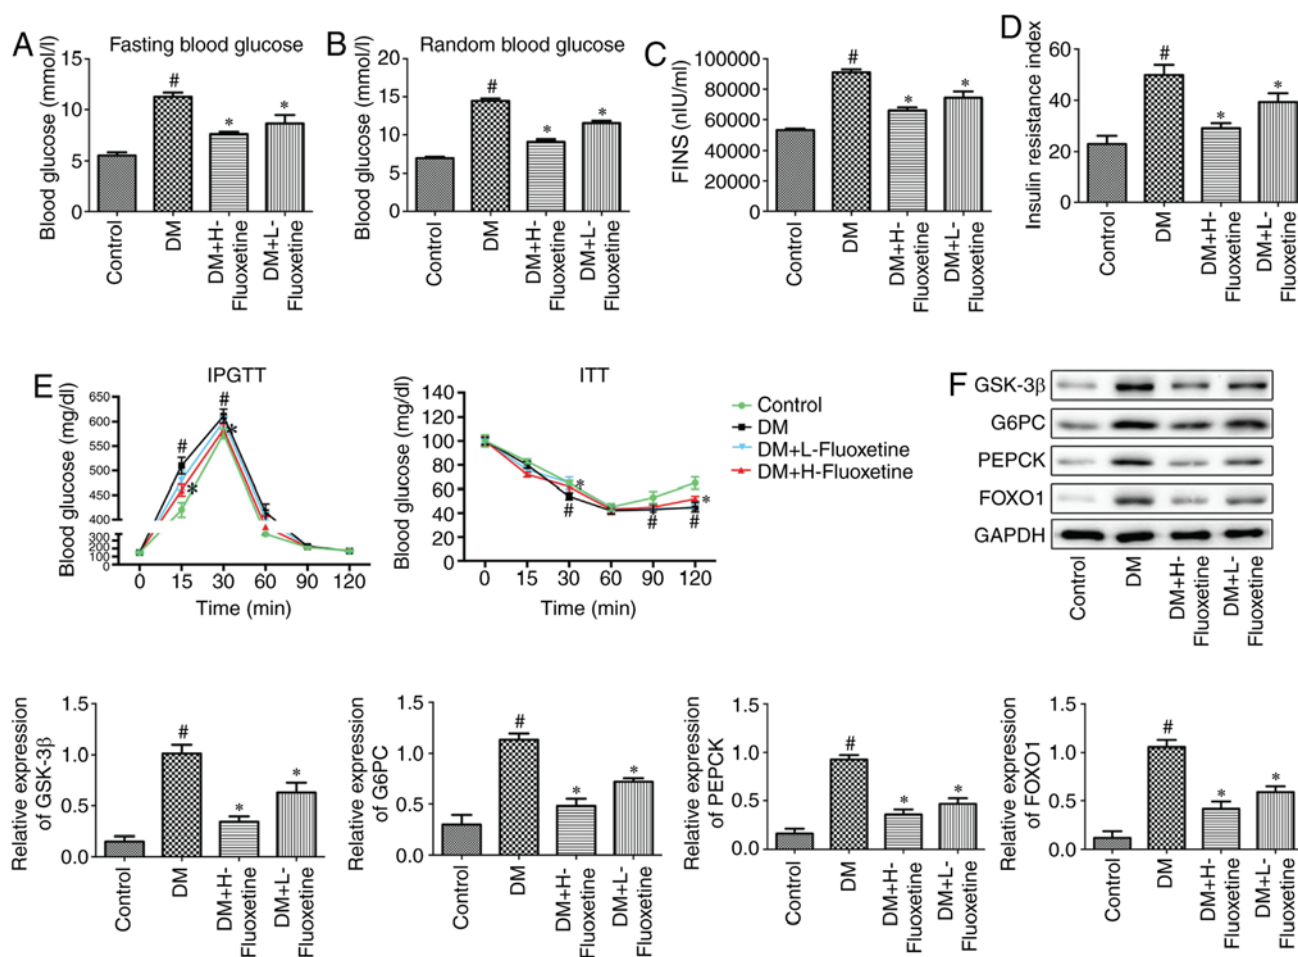 A
Fasting blood glucose
Blood glucose (mmol/l)
15
10
5
0
#
*
*
Control
DM
DM+H-
Fluoxetine
DM+L-
Fluoxetine
B
Random blood glucose
Blood glucose (mmol/l)
20
15
10
5
0
#
*
*
Control
DM
DM+H-
Fluoxetine
DM+L-
Fluoxetine
C
FINS (nIU/ml)
100000
80000
60000
40000
20000
0
#
*
*
Control
DM
DM+H-
Fluoxetine
DM+L-
Fluoxetine
D
Insulin resistance index
60
40
20
0
#
*
*
Control
DM
DM+H-
Fluoxetine
DM+L-
Fluoxetine
E
IPGTT
Blood glucose (mg/dl)
650
600
550
500
450
400
300
200
100
0
#
#
*
*
0 15 30 60 90 120
Time (min)
ITT
Blood glucose (mg/dl)
140
120
100
80
60
40
20
0
*
#
#
#
*
0 15 30 60 90 120
Time (min)
Control
DM
DM+L-Fluoxetine
DM+H-Fluoxetine
F
GSK-3β
G6PC
PEPCK
FOXO1
GAPDH
Control
DM
DM+H-
Fluoxetine
DM+L-
Fluoxetine
Relative expression
of GSK-3β
1.5
1.0
0.5
0.0
#
*
*
Control
DM
DM+H-
Fluoxetine
DM+L-
Fluoxetine
Relative expression
of G6PC
1.5
1.0
0.5
0.0
#
*
*
Control
DM
DM+H-
Fluoxetine
DM+L-
Fluoxetine
Relative expression
of PEPCK
1.5
1.0
0.5
0.0
#
*
*
Control
DM
DM+H-
Fluoxetine
DM+L-
Fluoxetine
Relative expression
of FOXO1
1.5
1.0
0.5
0.0
#
*
*
Control
DM
DM+H-
Fluoxetine
DM+L-
Fluoxetine